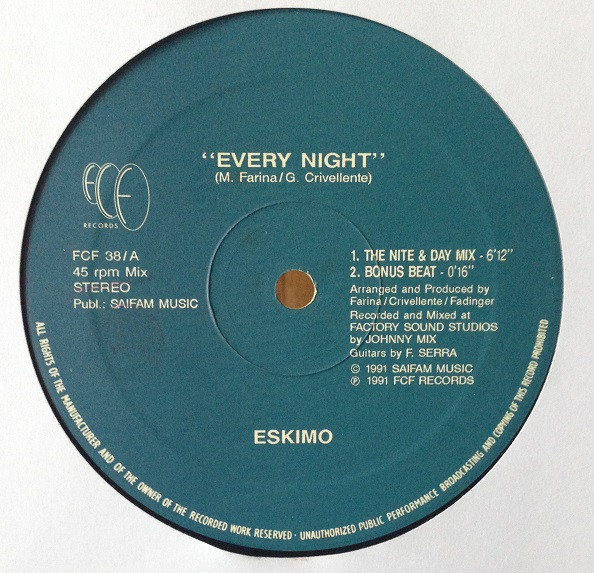 “EVERY NIGHT”
(M. Farina/G. Crivellente)
FCF
RECORDS
FCF 38/A
45 rpm Mix
STEREO
Publ.: SAIFAM MUSIC
1. THE NITE & DAY MIX - 6'12"
2. BONUS BEAT - 0'16"
Arranged and Produced by
Farina/Crivellente/Fadinger
Recorded and Mixed at
FACTORY SOUND STUDIOS
by JOHNNY MIX
Guitars by F. SERRA
© 1991 SAIFAM MUSIC
℗ 1991 FCF RECORDS
ESKIMO
ALL RIGHTS OF THE MANUFACTURER AND OF THE OWNER OF THE RECORDED WORK RESERVED · UNAUTHORIZED PUBLIC PERFORMANCE BROADCASTING AND COPYING OF THIS RECORD PROHIBITED